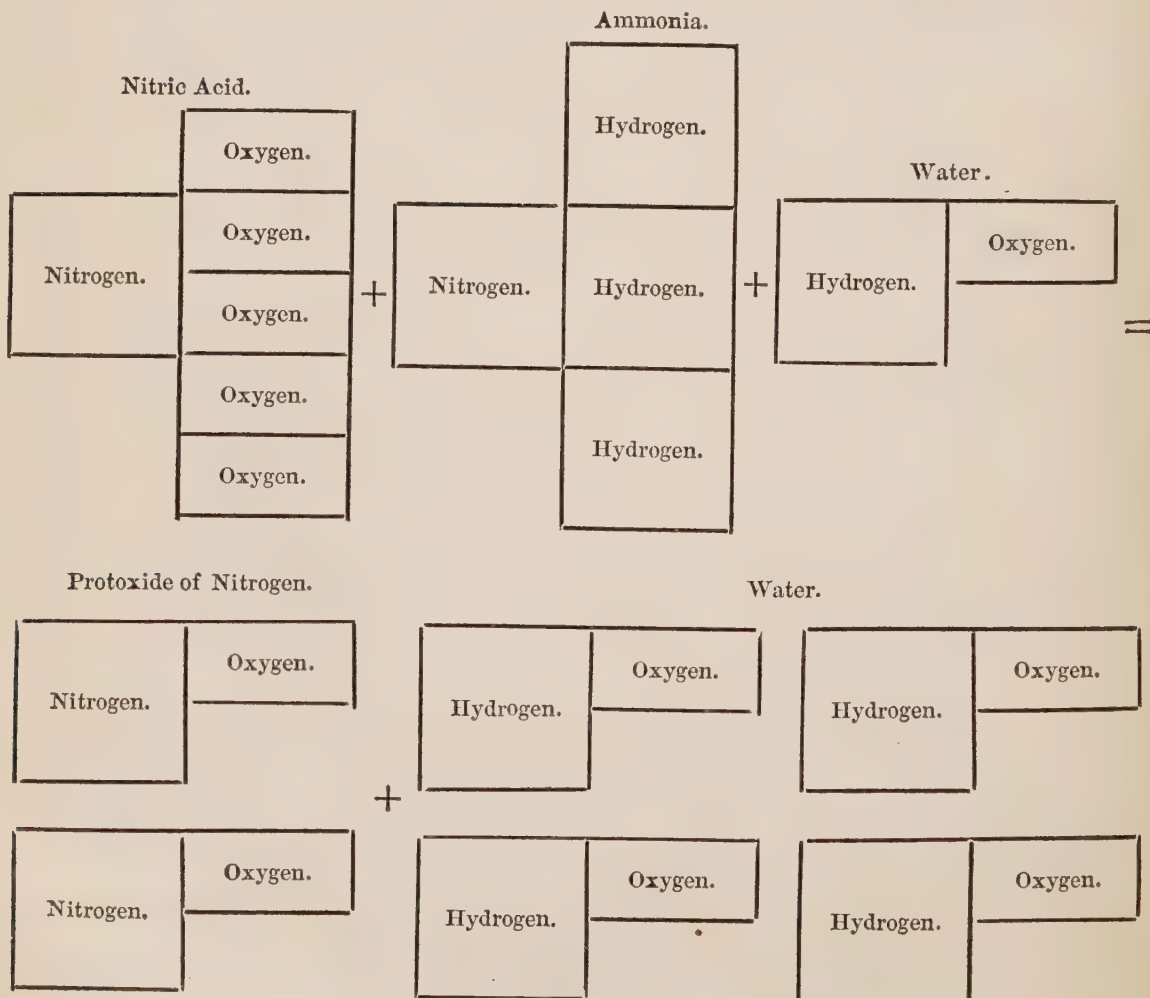 Ammonia.
Nitric Acid.
Hydrogen.
Oxygen.
Water.
Oxygen.
Oxygen.
Nitrogen.
+
Nitrogen.
Hydrogen.
+
Hydrogen.
Oxygen.
=
Oxygen.
Oxygen.
Hydrogen.
Oxygen.
Protoxide of Nitrogen.
Water.
Oxygen.
Oxygen.
Oxygen.
Nitrogen.
Hydrogen.
Hydrogen.
+
Oxygen.
Oxygen.
Oxygen.
Nitrogen.
Hydrogen.
Hydrogen.